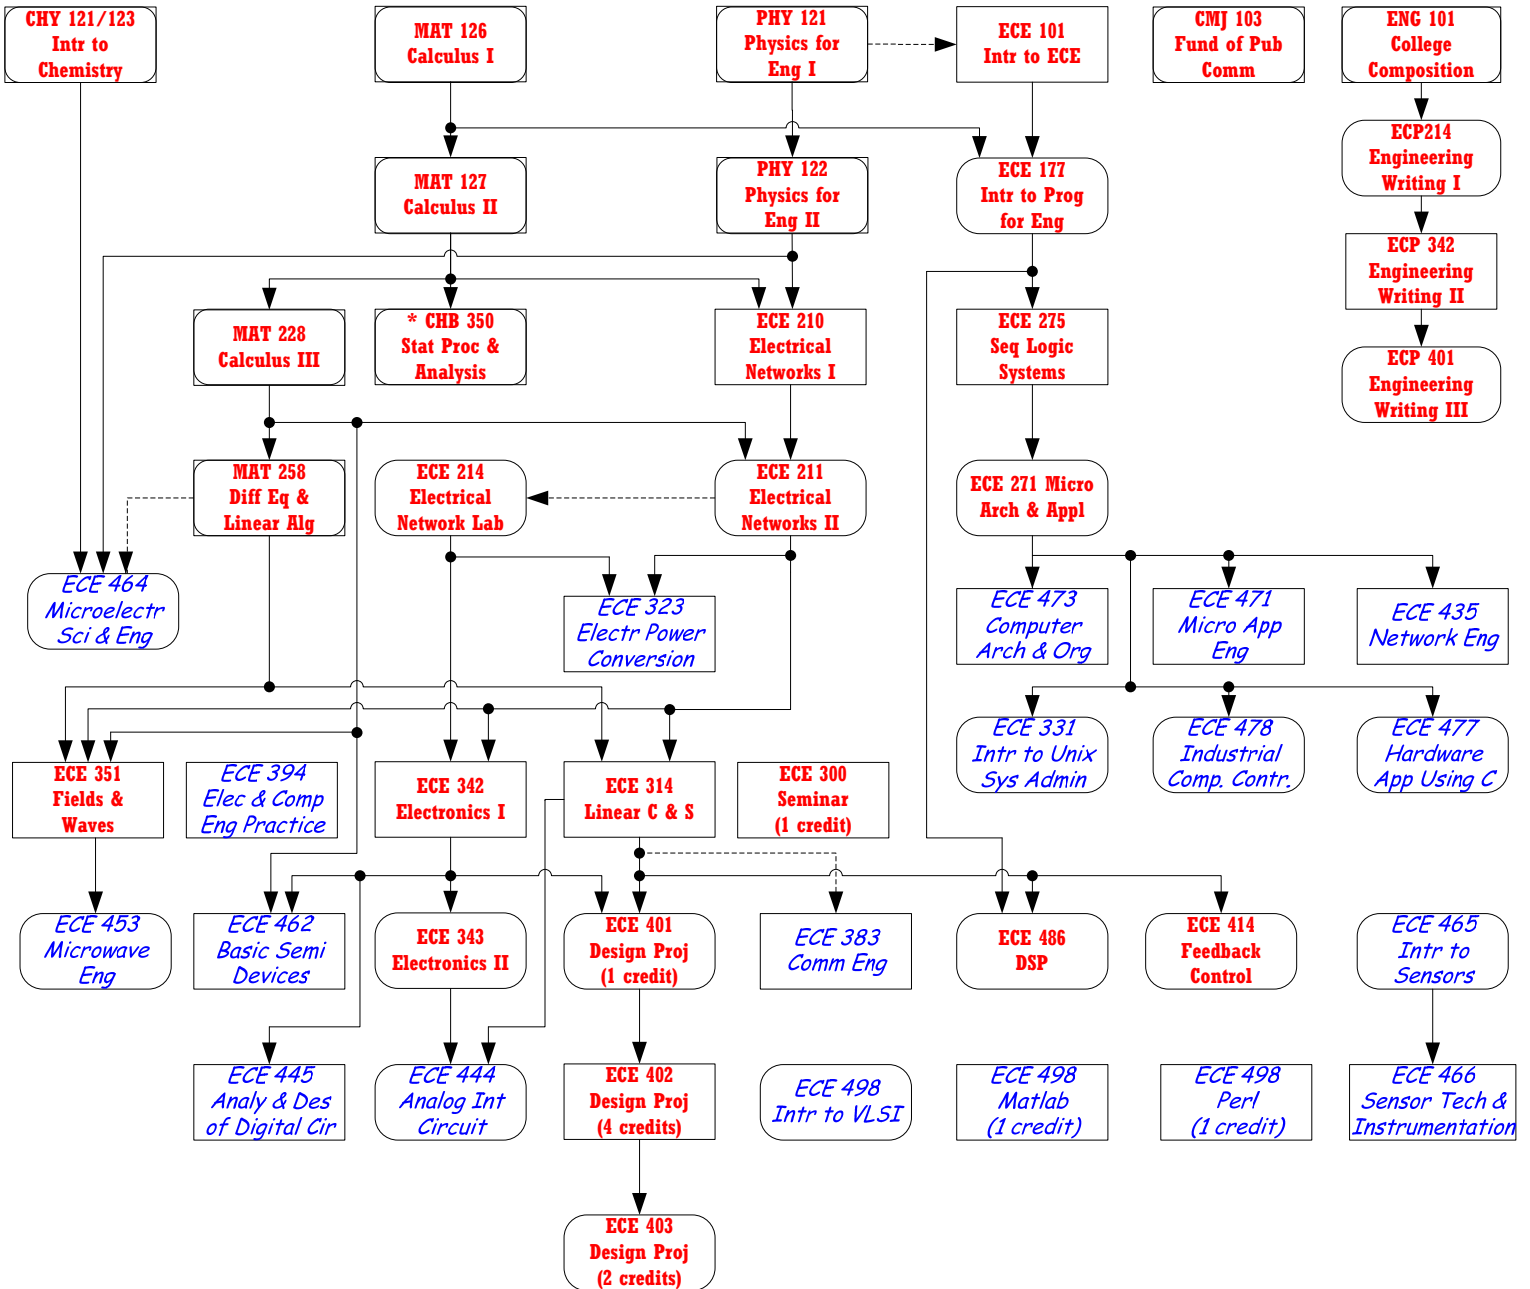 CHY 121/123
Intr to
Chemistry
MAT 126
Calculus I
PHY 121
Physics for
Eng I
ECE 101
Intr to ECE
CMJ 103
Fund of Pub
Comm
ENG 101
College
Composition
ECP214
Engineering
Writing I
MAT 127
Calculus II
PHY 122
Physics for
Eng II
ECE 177
Intr to Prog
for Eng
ECP 342
Engineering
Writing II
MAT 228
Calculus III
* CHB 350
Stat Proc &
Analysis
ECE 210
Electrical
Networks I
ECE 275
Seq Logic
Systems
ECP 401
Engineering
Writing III
MAT 258
Diff Eq &
Linear Alg
ECE 214
Electrical
Network Lab
ECE 211
Electrical
Networks II
ECE 271 Micro
Arch & Appl
ECE 464
Microelectr
Sci & Eng
ECE 323
Electr Power
Conversion
ECE 473
Computer
Arch & Org
ECE 471
Micro App
Eng
ECE 435
Network Eng
ECE 331
Intr to Unix
Sys Admin
ECE 478
Industrial
Comp. Contr.
ECE 477
Hardware
App Using C
ECE 351
Fields &
Waves
ECE 394
Elec & Comp
Eng Practice
ECE 342
Electronics I
ECE 314
Linear C & S
ECE 300
Seminar
(1 credit)
ECE 453
Microwave
Eng
ECE 462
Basic Semi
Devices
ECE 343
Electronics II
ECE 401
Design Proj
(1 credit)
ECE 383
Comm Eng
ECE 486
DSP
ECE 414
Feedback
Control
ECE 465
Intr to
Sensors
ECE 445
Analy & Des
of Digital Cir
ECE 444
Analog Int
Circuit
ECE 402
Design Proj
(4 credits)
ECE 498
Intr to VLSI
ECE 498
Matlab
(1 credit)
ECE 498
Perl
(1 credit)
ECE 466
Sensor Tech &
Instrumentation
ECE 403
Design Proj
(2 credits)